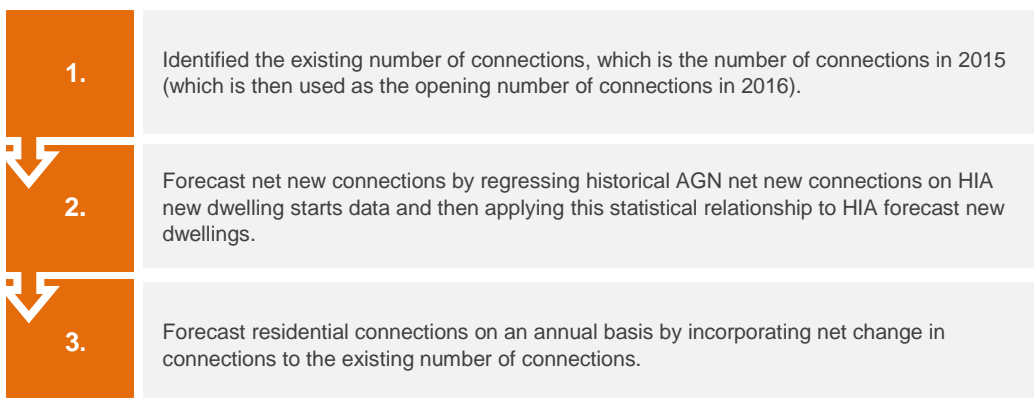 1.
Identified the existing number of connections, which is the number of connections in 2015
(which is then used as the opening number of connections in 2016).
2.
Forecast net new connections by regressing historical AGN net new connections on HIA
new dwelling starts data and then applying this statistical relationship to HIA forecast new
dwellings.
3.
Forecast residential connections on an annual basis by incorporating net change in
connections to the existing number of connections.